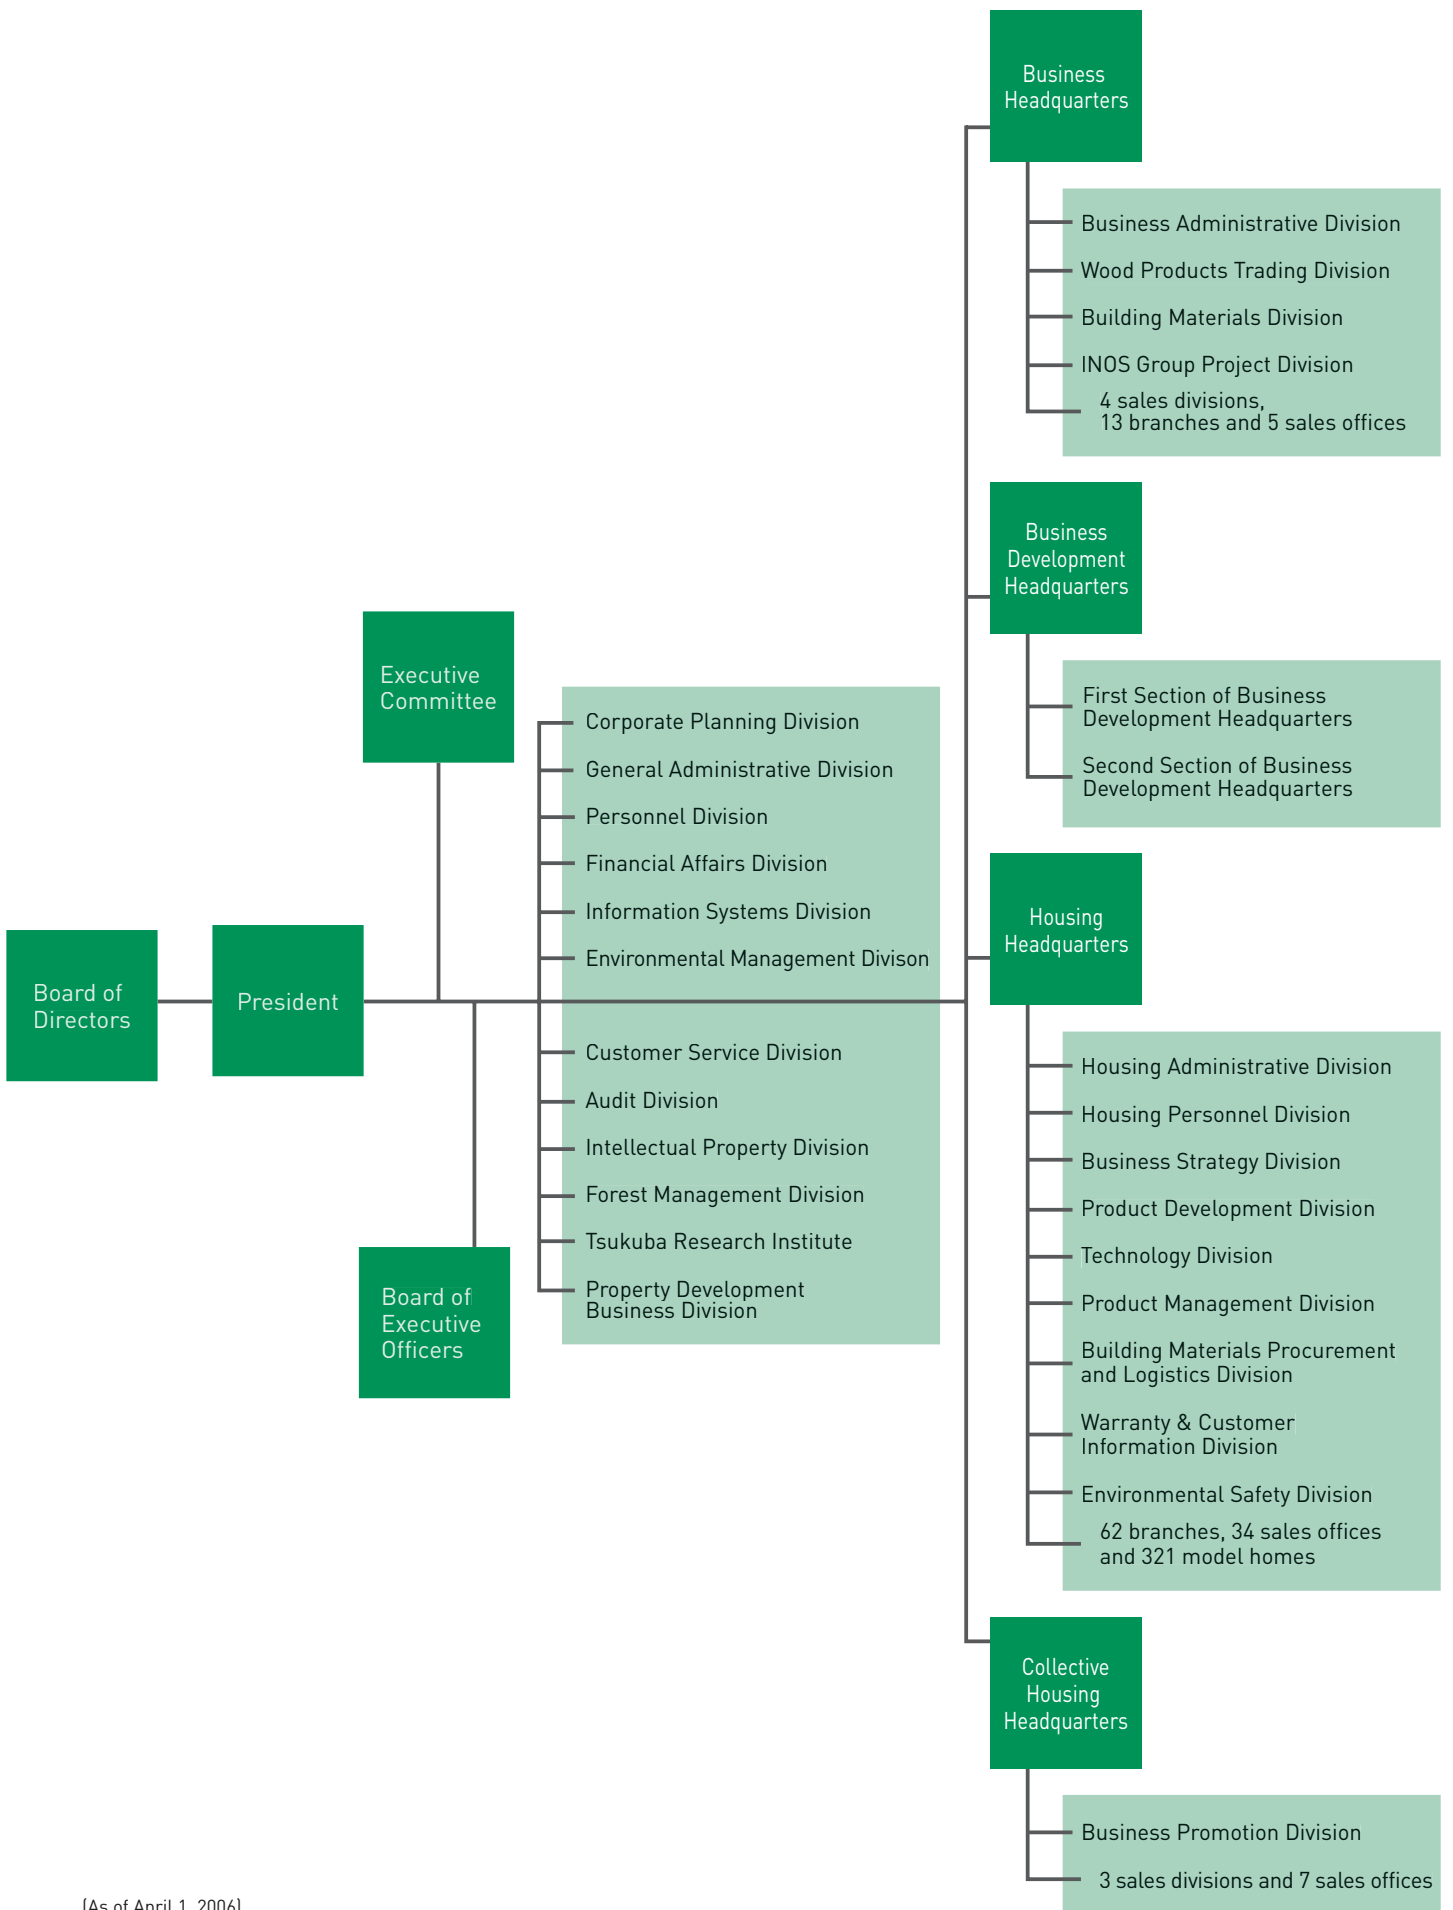 Business
Headquarters
Business Administrative Division
Wood Products Trading Division
Building Materials Division
INOS Group Project Division
4 sales divisions,
13 branches and 5 sales offices
Business
Development
Headquarters
First Section of Business
Development Headquarters
Second Section of Business
Development Headquarters
Executive
Committee
Corporate Planning Division
General Administrative Division
Personnel Division
Financial Affairs Division
Information Systems Division
Environmental Management Divison
Board of
Directors
President
Customer Service Division
Audit Division
Intellectual Property Division
Forest Management Division
Tsukuba Research Institute
Property Development
Business Division
Board of
Executive
Officers
Housing
Headquarters
Housing Administrative Division
Housing Personnel Division
Business Strategy Division
Product Development Division
Technology Division
Product Management Division
Building Materials Procurement
and Logistics Division
Warranty & Customer
Information Division
Environmental Safety Division
62 branches, 34 sales offices
and 321 model homes
Collective
Housing
Headquarters
Business Promotion Division
3 sales divisions and 7 sales offices
(As of April 1, 2006)